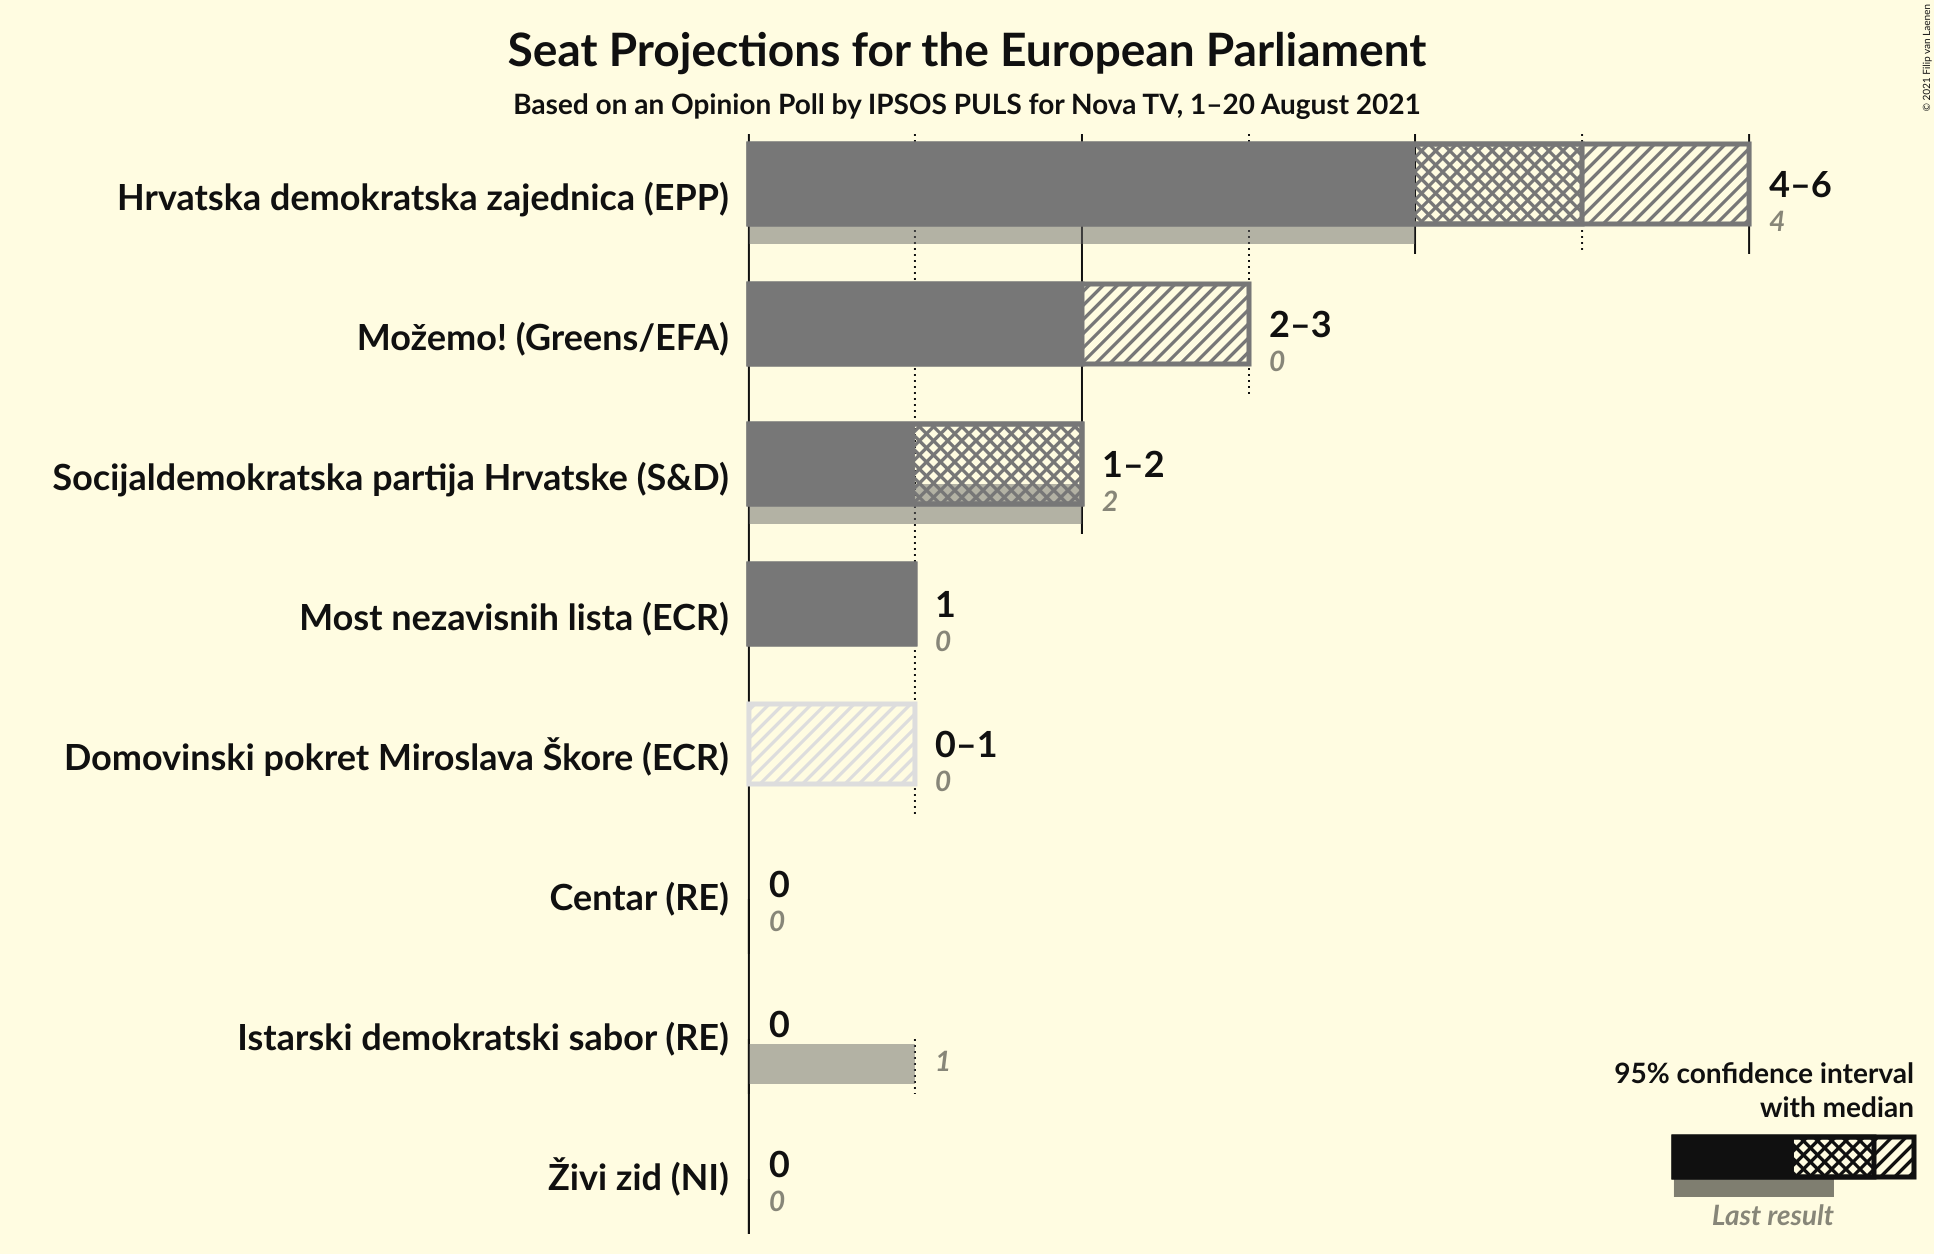 Seat Projections for the European Parliament
Based on an Opinion Poll by IPSOS PULS for Nova TV, 1–20 August 2021
© 2021 Filip van Laenen
Hrvatska demokratska zajednica (EPP)
4–6
4
Možemo! (Greens/EFA)
2–3
0
Socijaldemokratska partija Hrvatske (S&D)
1–2
2
Most nezavisnih lista (ECR)
1
0
Domovinski pokret Miroslava Škore (ECR)
0–1
0
Centar (RE)
0
0
Istarski demokratski sabor (RE)
0
1
Živi zid (NI)
0
0
95% confidence interval
with median
Last result